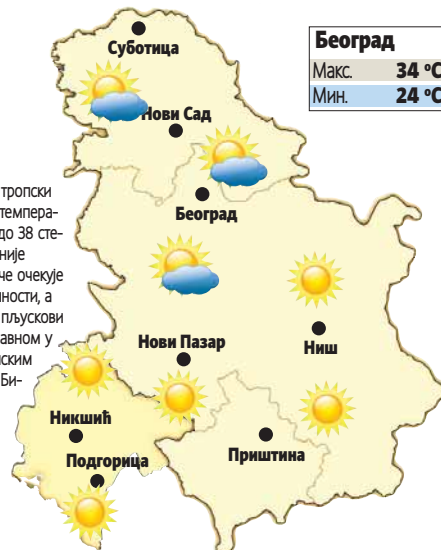 Суботица
Београд
Макс. 34 °C
Мин. 24 °C
Нови Сад
тропски
темпера-
до 38 сте-
није
че очекује
ности, а
пљускови
авном у
ским
Би-
Београд
Нови Пазар
Ниш
Никшић
Подгорица
Приштина